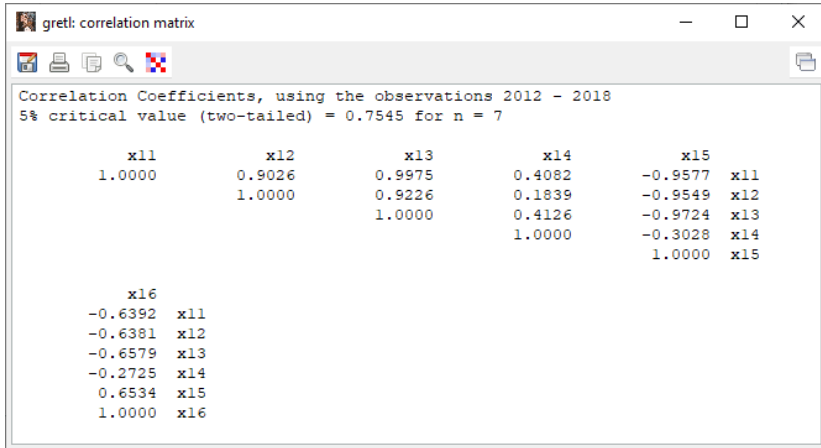 gretl: correlation matrix
Correlation Coefficients, using the observations 2012 - 2018
5% critical value (two-tailed) = 0.7545 for n = 7
x11 x12 x13 x14 x15
1.0000 0.9026 0.9975 0.4082 -0.9577 x11
1.0000 0.9226 0.1839 -0.9549 x12
1.0000 0.4126 -0.9724 x13
1.0000 -0.3028 x14
1.0000 x15
x16
-0.6392 x11
-0.6381 x12
-0.6579 x13
-0.2725 x14
0.6534 x15
1.0000 x16